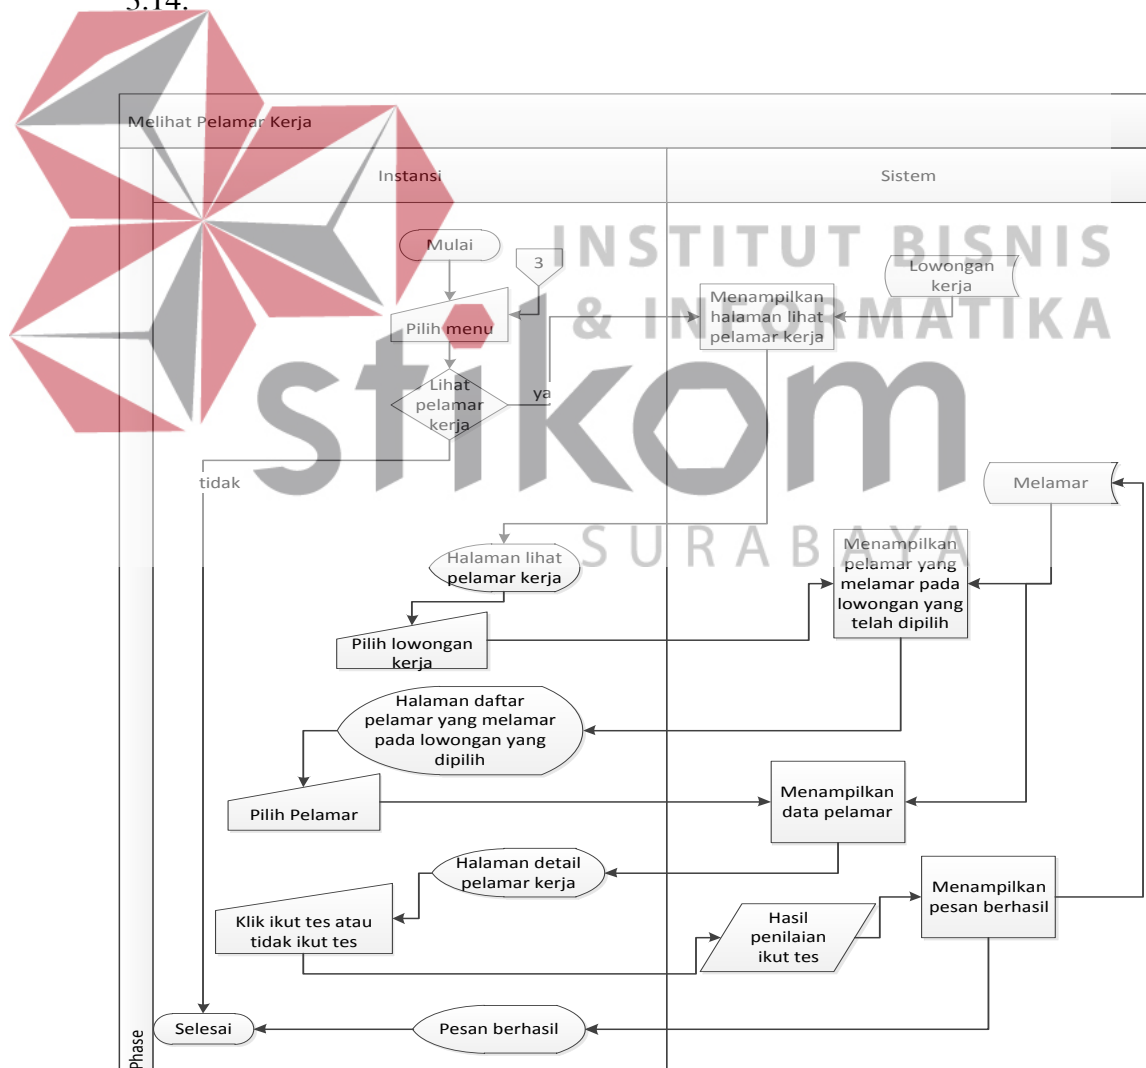 3.14.
Melihat Pelamar Kerja
Instansi
Sistem
Mulai
3
INSTITUT BISNIS
& INFORMATIKA
stikom
SURABAYA
Lowongan
kerja
Pilih menu
Menampilkan
halaman lihat
pelamar kerja
Lihat
pelamar
kerja
ya
tidak
Melamar
Halaman lihat
pelamar kerja
Menampilkan
pelamar yang
melamar pada
lowongan yang
telah dipilih
Pilih lowongan
kerja
Halaman daftar
pelamar yang melamar
pada lowongan yang
dipilih
Pilih Pelamar
Menampilkan
data pelamar
Halaman detail
pelamar kerja
Klik ikut tes atau
tidak ikut tes
Hasil
penilaian
ikut tes
Menampilkan
pesan berhasil
Selesai
Pesan berhasil
Phase